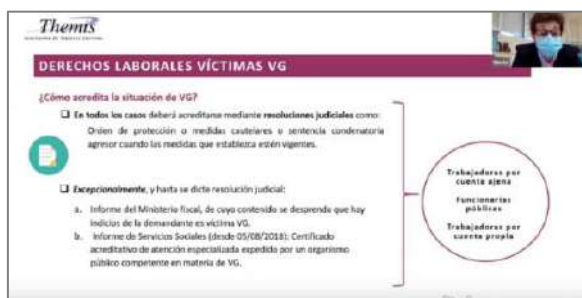 Themis
DERECHOS LABORALES VÍCTIMAS VG
¿Cómo acredita la situación de VG?
En todos los casos deberá acreditarse mediante resoluciones judiciales como:
Orden de protección o medidas cautelares o sentencia condenatoria
agresor cuando las medidas que establezca estén vigentes.
Excepcionalmente, y hasta se dicte resolución judicial:
a. Informe del Ministerio fiscal, de cuyo contenido se desprenda que hay
indicios de la demandante es víctima VG.
b. Informe de Servicios Sociales (desde 05/08/2018): Certificado
acreditativo de atención especializada expedido por un organismo
público competente en materia de VG.
Trabajadoras por
cuenta ajena
Funcionarias
públicas
Trabajadoras por
cuenta propia